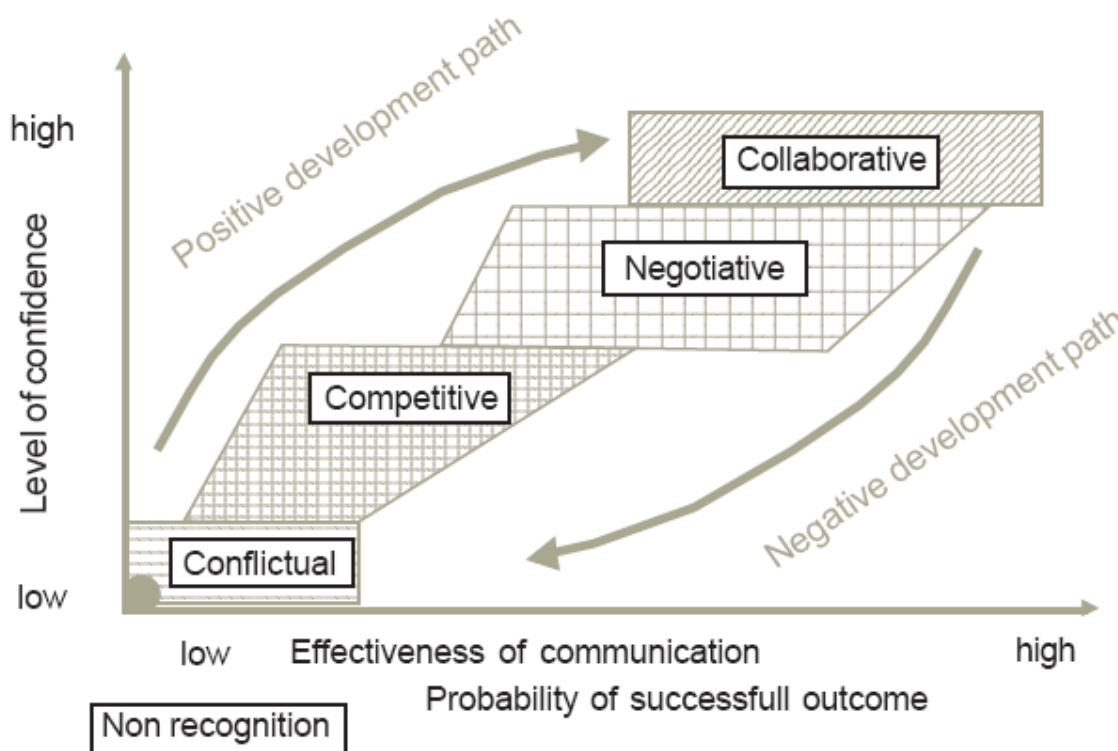 Positive development path
high
Collaborative
Negotiative
Level of confidence
Competitive
Negative development path
Conflictual
low
low
Effectiveness of communication
high
Probability of successfull outcome
Non recognition